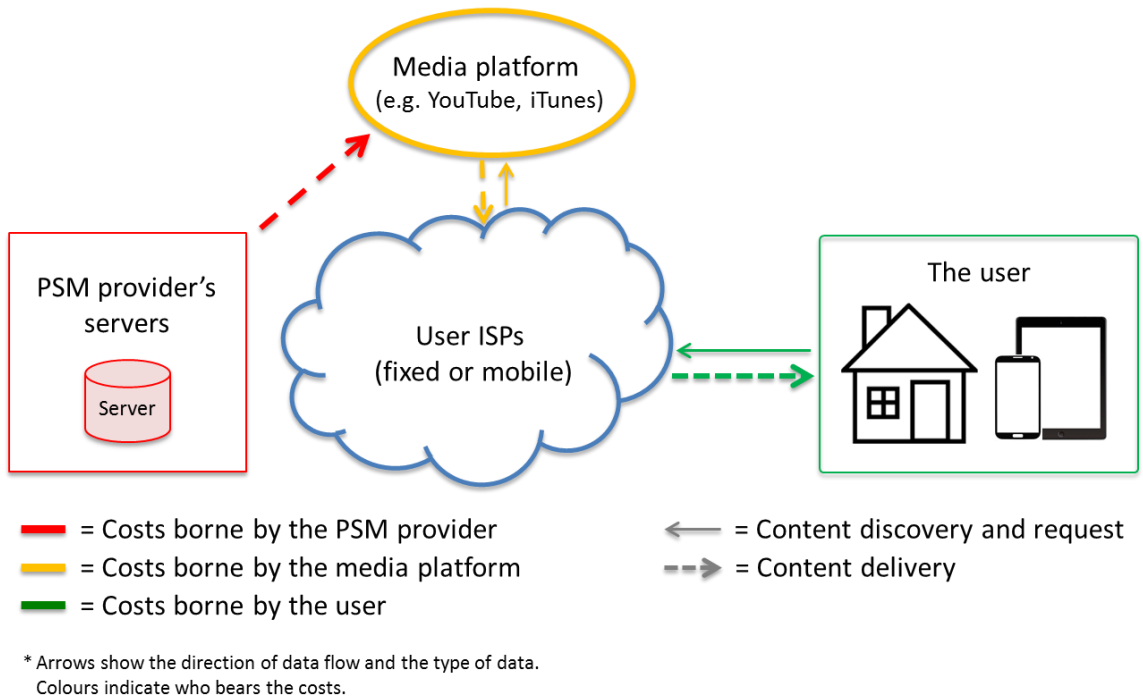 Media platform
(e.g. YouTube, iTunes)
PSM provider's
servers
Server
User ISPs
(fixed or mobile)
The user
= Costs borne by the PSM provider
= Costs borne by the media platform
= Costs borne by the user
= Content discovery and request
= Content delivery
* Arrows show the direction of data flow and the type of data.
Colours indicate who bears the costs.